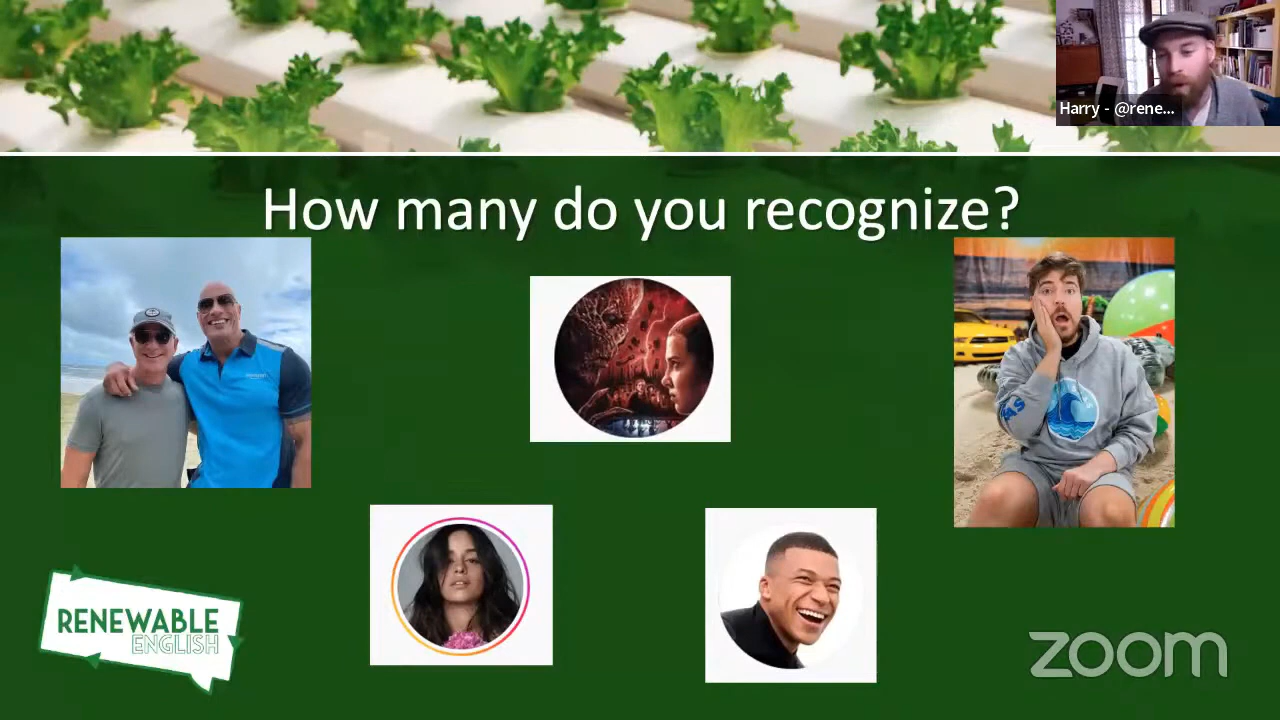 Harry - @rene...
How many do you recognize?
RENEWABLE
ENGLISH
zoom